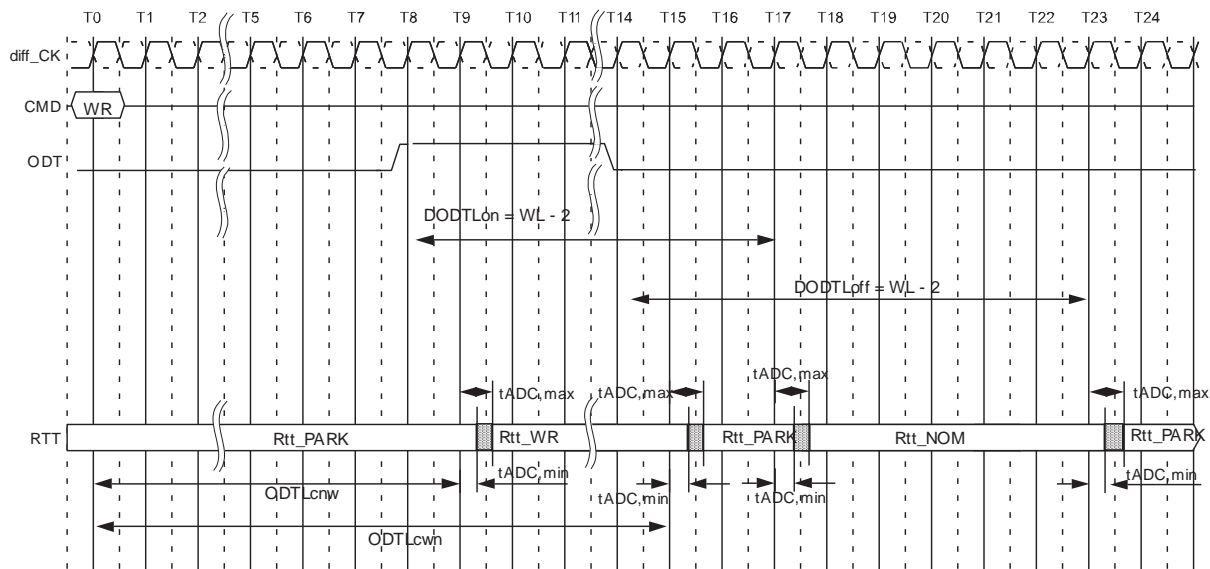 T0 T1 T2 T5 T6 T7 T8 T9 T10 T11 T14 T15 T16 T17 T18 T19 T20 T21 T22 T23 T24
diff_CK
CMD WR
ODT
DODTLon = WL - 2
DODTLoff = WL - 2
tADC,max
tADC,max tADC,max tADC,max
RTT Rtt_PARK Rtt_WR Rtt_PARK Rtt_NOM Rtt_PARK
tADC,min tADC,min
ODTLcnw tADC,min tADC,min
ODTLcwn